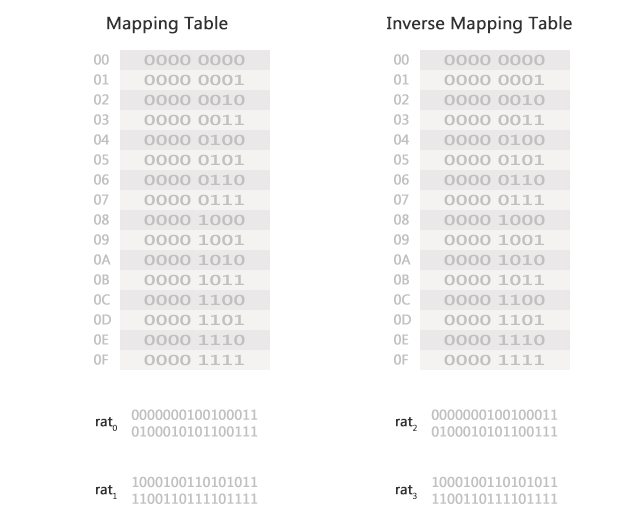 Mapping Table
00 0000 0000
01 0000 0001
02 0000 0010
03 0000 0011
04 0000 0100
05 0000 0101
06 0000 0110
07 0000 0111
08 0000 1000
09 0000 1001
0A 0000 1010
0B 0000 1011
0C 0000 1100
0D 0000 1101
0E 0000 1110
0F 0000 1111
rat0 0000000100100011
0100010101100111
rat1 1000100110101011
1100110111101111
Inverse Mapping Table
00 0000 0000
01 0000 0001
02 0000 0010
03 0000 0011
04 0000 0100
05 0000 0101
06 0000 0110
07 0000 0111
08 0000 1000
09 0000 1001
0A 0000 1010
0B 0000 1011
0C 0000 1100
0D 0000 1101
0E 0000 1110
0F 0000 1111
rat2 0000000100100011
0100010101100111
rat3 1000100110101011
1100110111101111